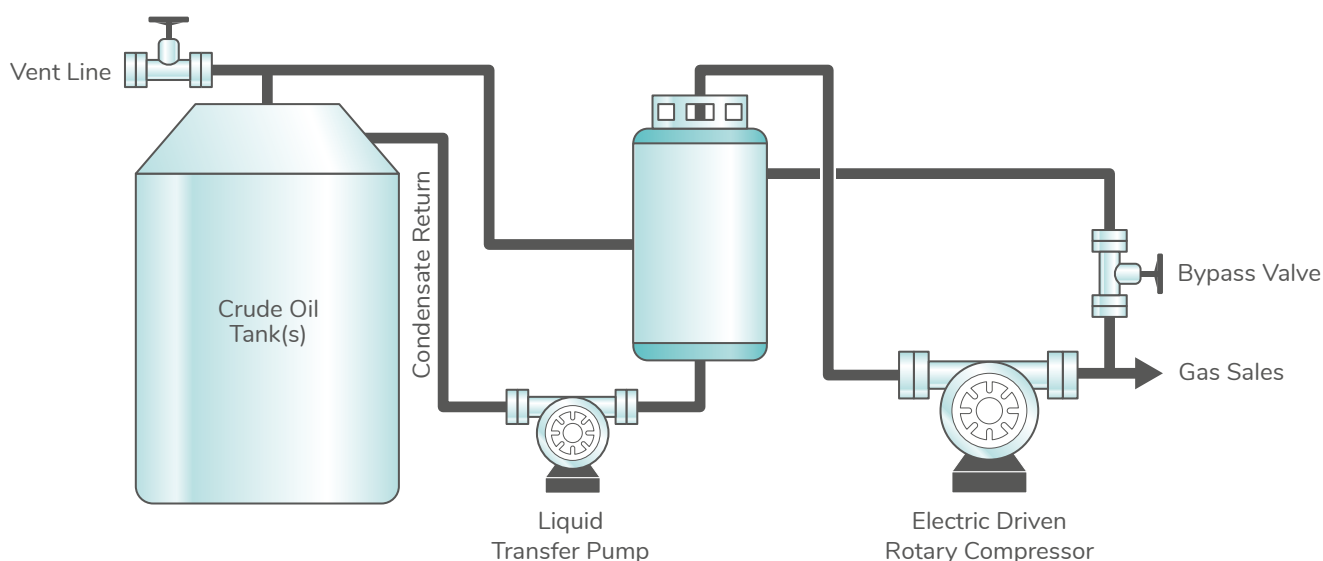 Vent Line
Condensate Return
Crude Oil
Tank(s)
Bypass Valve
Gas Sales
Liquid
Transfer Pump
Electric Driven
Rotary Compressor